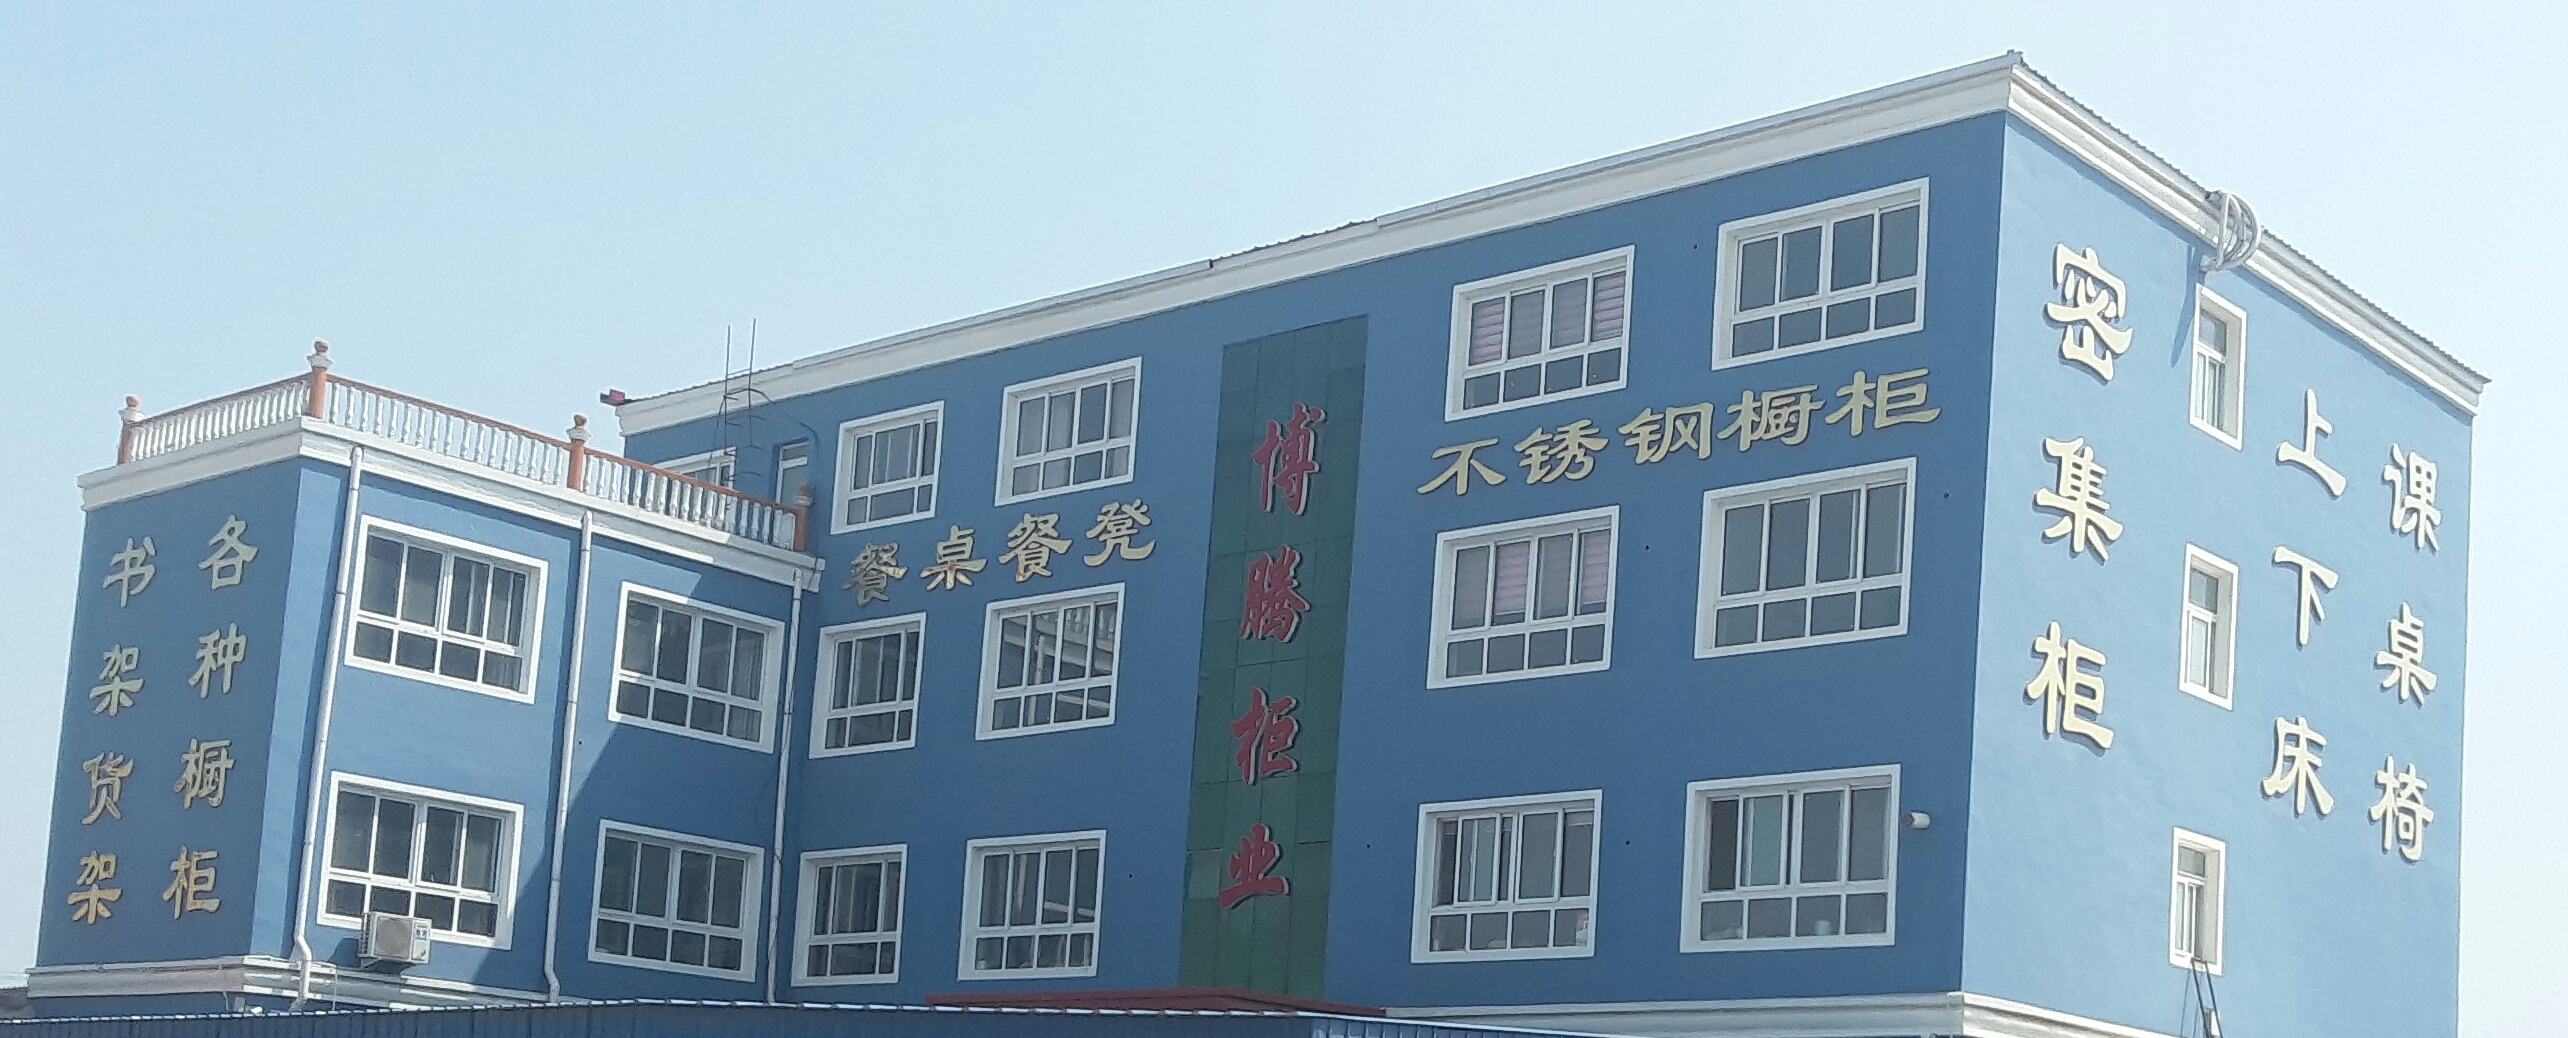 各种橱柜
书架货架
餐桌餐凳
博腾柜业
不锈钢橱柜
密集柜
上下床
课桌椅